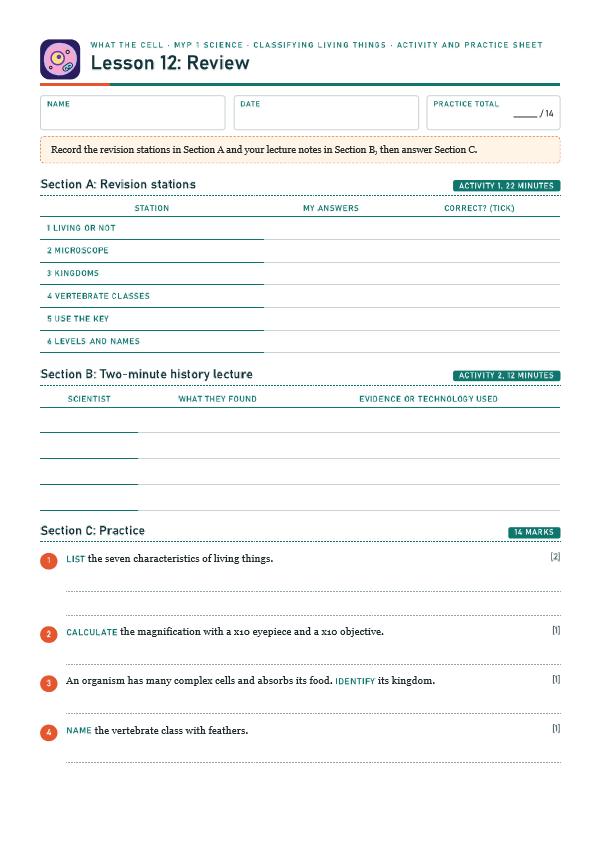 WHAT THE CELL · MYP 1 SCIENCE · CLASSIFYING LIVING THINGS · ACTIVITY AND PRACTICE SHEET
Lesson 12: Review
NAME
DATE
PRACTICE TOTAL
_____ / 14
Record the revision stations in Section A and your lecture notes in Section B, then answer Section C.
Section A: Revision stations
ACTIVITY 1, 22 MINUTES
STATION MY ANSWERS CORRECT? (TICK)
1 LIVING OR NOT
2 MICROSCOPE
3 KINGDOMS
4 VERTEBRATE CLASSES
5 USE THE KEY
6 LEVELS AND NAMES
Section B: Two-minute history lecture
ACTIVITY 2, 12 MINUTES
SCIENTIST WHAT THEY FOUND EVIDENCE OR TECHNOLOGY USED
Section C: Practice
14 MARKS
1 LIST the seven characteristics of living things. [2]
2 CALCULATE the magnification with a x10 eyepiece and a x10 objective. [1]
3 An organism has many complex cells and absorbs its food. IDENTIFY its kingdom. [1]
4 NAME the vertebrate class with feathers. [1]